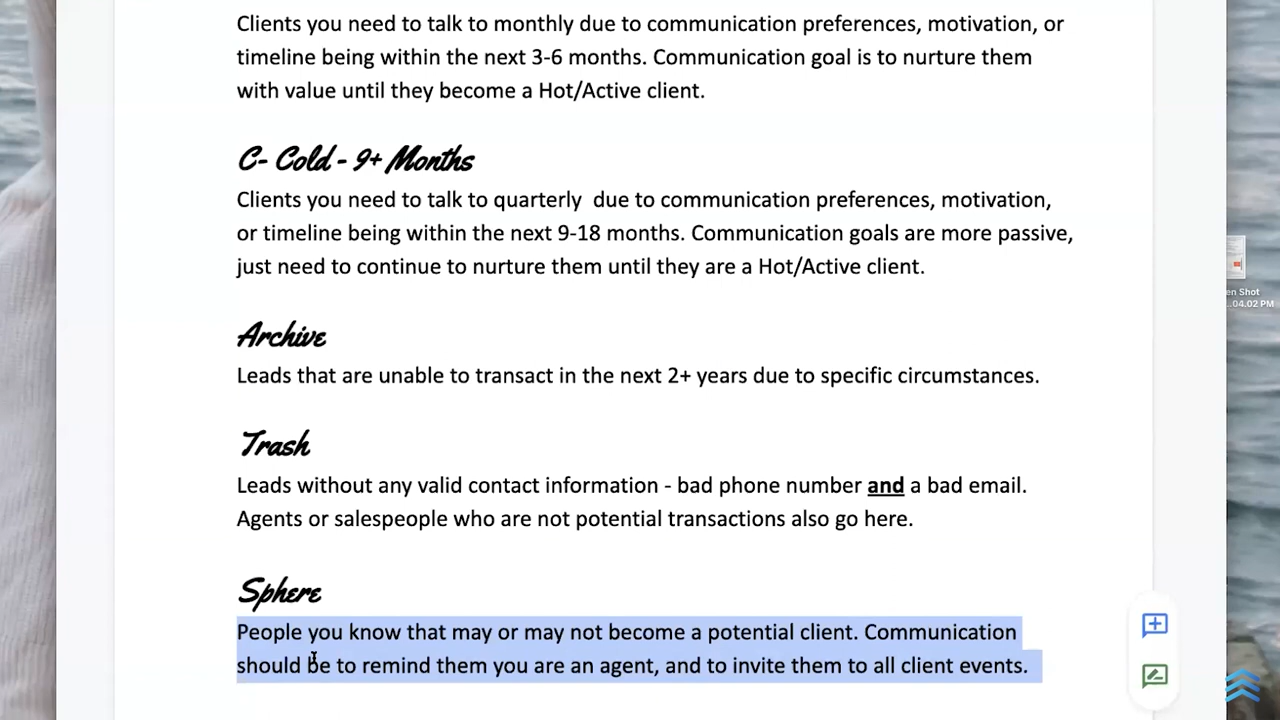 Clients you need to talk to monthly due to communication preferences, motivation, or
timeline being within the next 3-6 months. Communication goal is to nurture them
with value until they become a Hot/Active client.
C- Cold - 9+ Months
Clients you need to talk to quarterly  due to communication preferences, motivation,
or timeline being within the next 9-18 months. Communication goals are more passive,
just need to continue to nurture them until they are a Hot/Active client.
Archive
Leads that are unable to transact in the next 2+ years due to specific circumstances.
Trash
Leads without any valid contact information - bad phone number and a bad email.
Agents or salespeople who are not potential transactions also go here.
Sphere
People you know that may or may not become a potential client. Communication
should be to remind them you are an agent, and to invite them to all client events.
en Shot
...04.02 PM